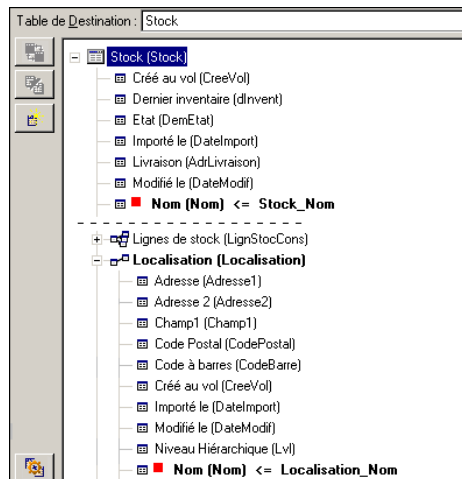 Table de Destination : Stock
Stock (Stock)
Créé au vol (CreeVol)
Dernier inventaire (dInvent)
Etat (DemEtat)
Importé le (DateImport)
Livraison (AdrLivraison)
Modifié le (DateModif)
Nom (Nom) <= Stock_Nom
Lignes de stock (LignStocCons)
Localisation (Localisation)
Adresse (Adresse1)
Adresse 2 (Adresse2)
Champ1 (Champ1)
Code Postal (CodePostal)
Code à barres (CodeBarre)
Créé au vol (CreeVol)
Importé le (DateImport)
Modifié le (DateModif)
Niveau Hiérarchique (Lvl)
Nom (Nom) <= Localisation_Nom